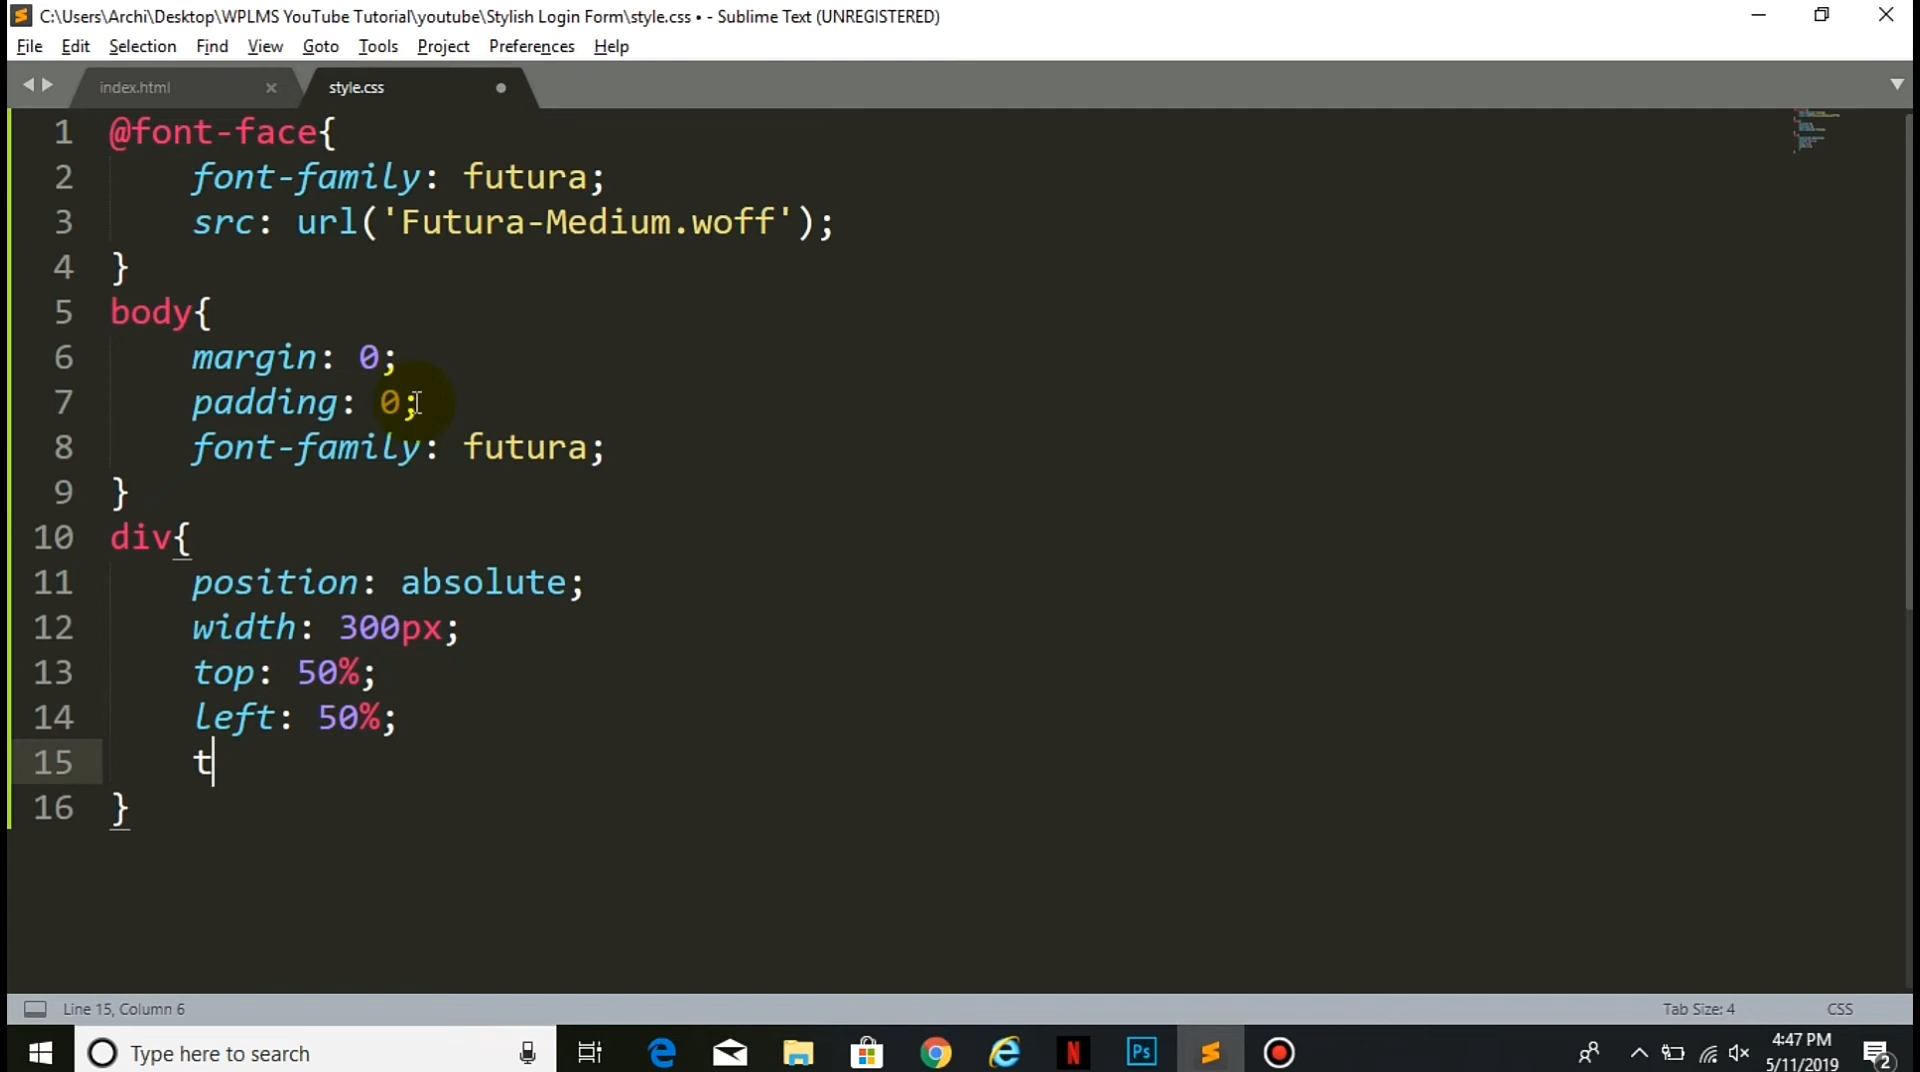 C:\Users\Archi\Desktop\WPLMS YouTube Tutorial\youtube\Stylish Login Form\style.css • - Sublime Text (UNREGISTERED)
File Edit Selection Find View Goto Tools Project Preferences Help
index.html style.css
1 @font-face{
2 font-family: futura;
3 src: url('Futura-Medium.woff');
4 }
5 body{
6 margin: 0;
7 padding: 0;
8 font-family: futura;
9 }
10 div{
11 position: absolute;
12 width: 300px;
13 top: 50%;
14 left: 50%;
15 t
16 }
Line 15, Column 6 Tab Size: 4 CSS
Type here to search Ps 4:47 PM
5/11/2019 2